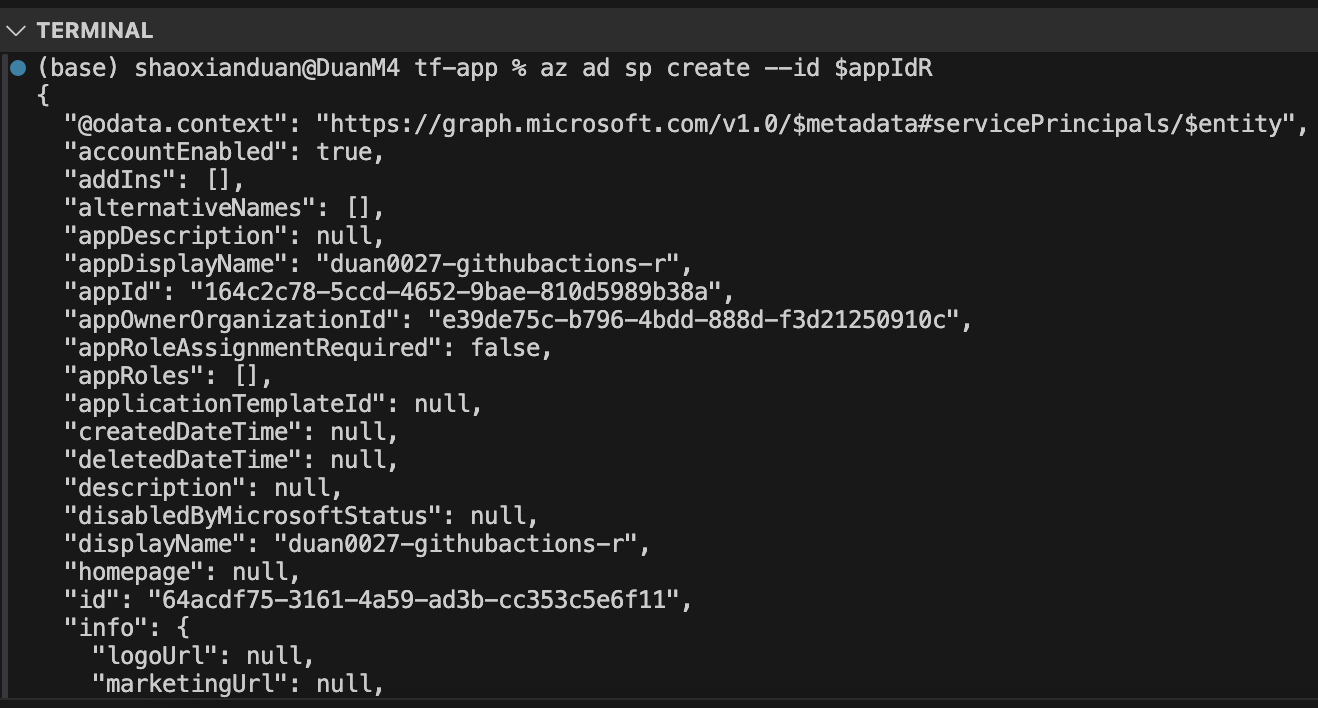 TERMINAL
(base) shaoxianduan@DuanM4 tf-app % az ad sp create --id $appIdR
{
  "@odata.context": "https://graph.microsoft.com/v1.0/$metadata#servicePrincipals/$entity",
  "accountEnabled": true,
  "addIns": [],
  "alternativeNames": [],
  "appDescription": null,
  "appDisplayName": "duan0027-githubactions-r",
  "appId": "164c2c78-5ccd-4652-9bae-810d5989b38a",
  "appOwnerOrganizationId": "e39de75c-b796-4bdd-888d-f3d21250910c",
  "appRoleAssignmentRequired": false,
  "appRoles": [],
  "applicationTemplateId": null,
  "createdDateTime": null,
  "deletedDateTime": null,
  "description": null,
  "disabledByMicrosoftStatus": null,
  "displayName": "duan0027-githubactions-r",
  "homepage": null,
  "id": "64acdf75-3161-4a59-ad3b-cc353c5e6f11",
  "info": {
    "logoUrl": null,
    "marketingUrl": null,